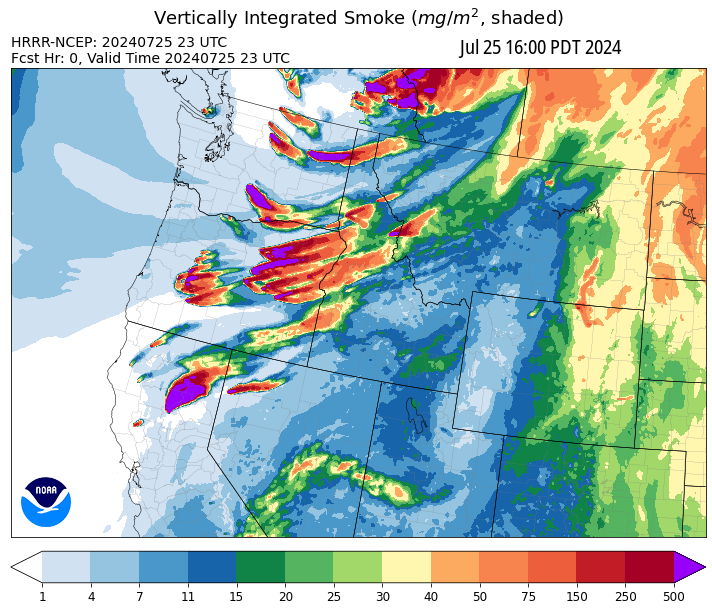 Vertically Integrated Smoke (mg/m², shaded)
HRRR-NCEP: 20240725 23 UTC
Jul 25 16:00 PDT 2024
Fcst Hr: 0, Valid Time 20240725 23 UTC
NOAA
1 4 7 11 15 20 25 30 40 50 75 150 250 500